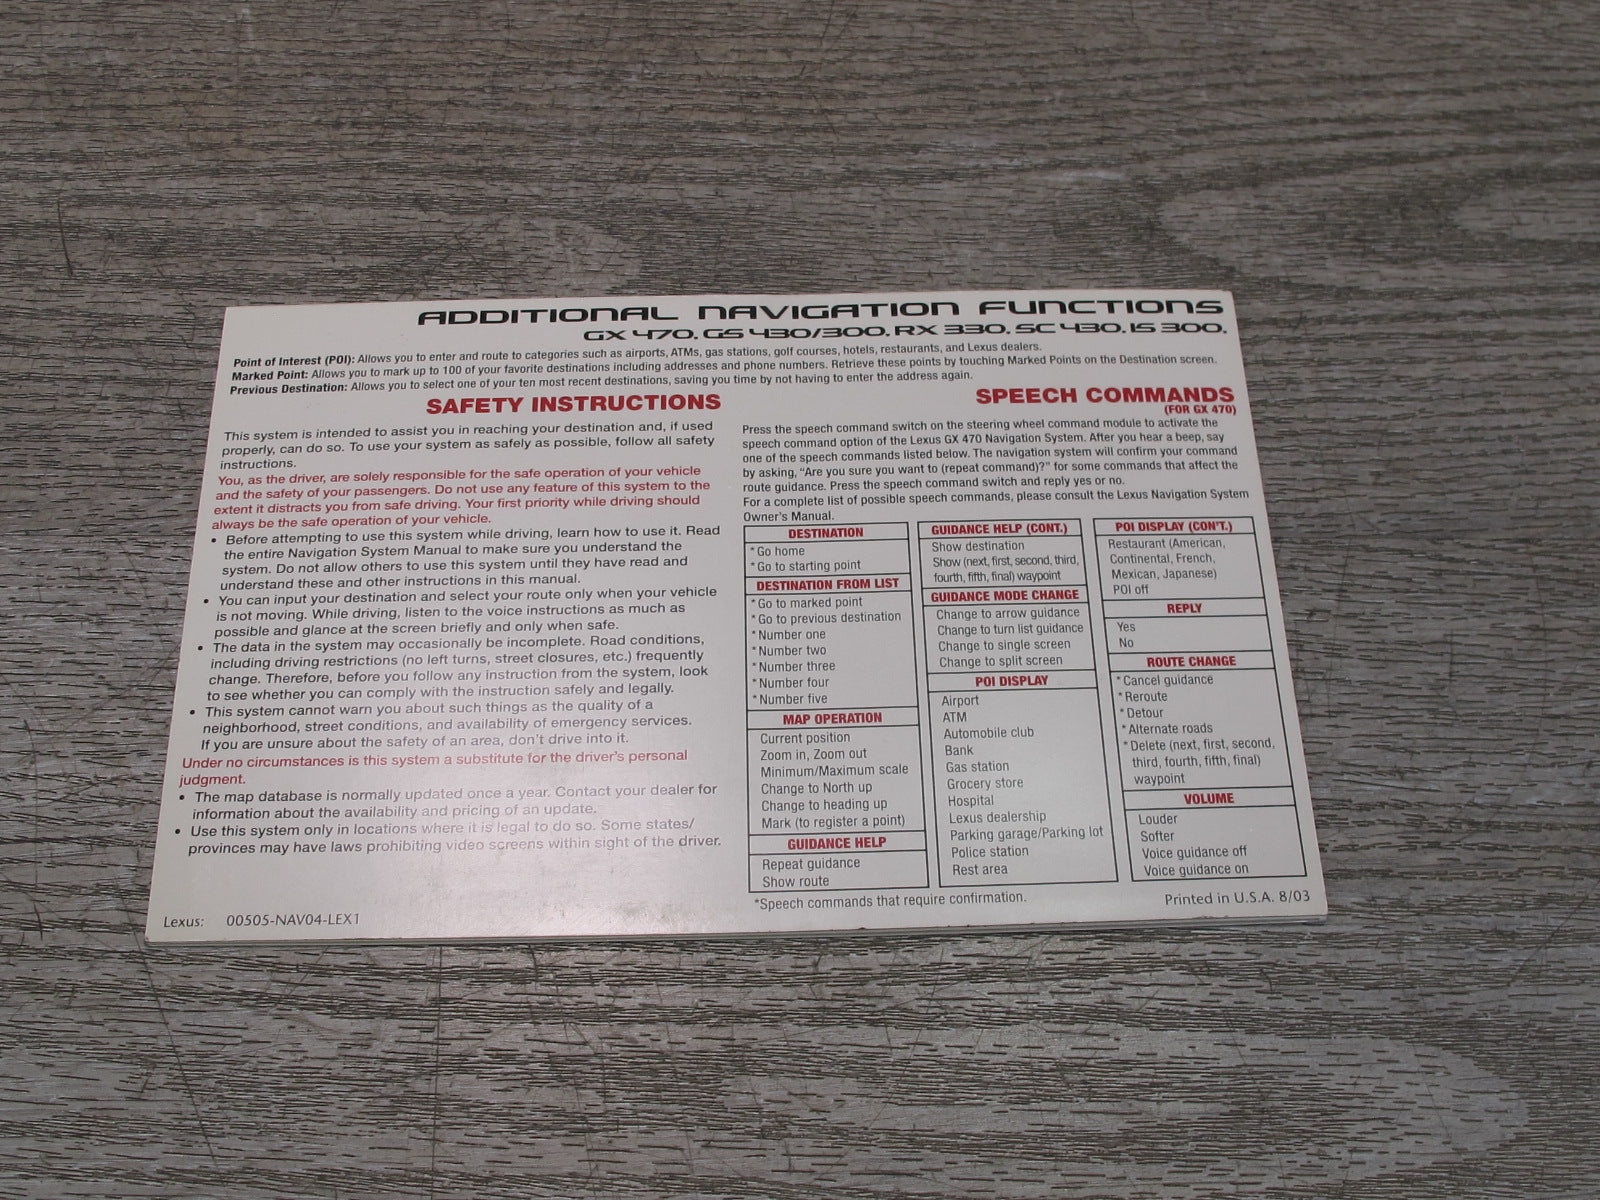 ADDITIONAL NAVIGATION FUNCTIONS
GX 470, GS 430/300, RX 330, SC 430, IS 300,
Point of Interest (POI): Allows you to enter and route to categories such as airports, ATMs, gas stations, golf courses, hotels, restaurants, and Lexus dealers.
Marked Point: Allows you to mark up to 100 of your favorite destinations including addresses and phone numbers. Retrieve these points by touching Marked Points on the Destination screen.
Previous Destination: Allows you to select one of your ten most recent destinations, saving you time by not having to enter the address again.
SAFETY INSTRUCTIONS
This system is intended to assist you in reaching your destination and, if used
properly, can do so. To use your system as safely as possible, follow all safety
instructions.
You, as the driver, are solely responsible for the safe operation of your vehicle
and the safety of your passengers. Do not use any feature of this system to the
extent it distracts you from safe driving. Your first priority while driving should
always be the safe operation of your vehicle.
• Before attempting to use this system while driving, learn how to use it. Read
the entire Navigation System Manual to make sure you understand the
system. Do not allow others to use this system until they have read and
understand these and other instructions in this manual.
• You can input your destination and select your route only when your vehicle
is not moving. While driving, listen to the voice instructions as much as
possible and glance at the screen briefly and only when safe.
• The data in the system may occasionally be incomplete. Road conditions,
including driving restrictions (no left turns, street closures, etc.) frequently
change. Therefore, before you follow any instruction from the system, look
to see whether you can comply with the instruction safely and legally.
• This system cannot warn you about such things as the quality of a
neighborhood, street conditions, and availability of emergency services.
If you are unsure about the safety of an area, don't drive into it.
Under no circumstances is this system a substitute for the driver's personal
judgment.
• The map database is normally updated once a year. Contact your dealer for
information about the availability and pricing of an update.
• Use this system only in locations where it is legal to do so. Some states/
provinces may have laws prohibiting video screens within sight of the driver.
Lexus: 00505-NAV04-LEX1
SPEECH COMMANDS
(FOR GX 470)
Press the speech command switch on the steering wheel command module to activate the
speech command option of the Lexus GX 470 Navigation System. After you hear a beep, say
one of the speech commands listed below. The navigation system will confirm your command
by asking, "Are you sure you want to (repeat command)?" for some commands that affect the
route guidance. Press the speech command switch and reply yes or no.
For a complete list of possible speech commands, please consult the Lexus Navigation System
Owner's Manual.
DESTINATION
*Go home
*Go to starting point
DESTINATION FROM LIST
*Go to marked point
*Go to previous destination
*Number one
*Number two
*Number three
*Number four
*Number five
MAP OPERATION
Current position
Zoom in, Zoom out
Minimum/Maximum scale
Change to North up
Change to heading up
Mark (to register a point)
GUIDANCE HELP
Repeat guidance
Show route
GUIDANCE HELP (CONT.)
Show destination
Show (next, first, second, third,
fourth, fifth, final) waypoint
GUIDANCE MODE CHANGE
Change to arrow guidance
Change to turn list guidance
Change to single screen
Change to split screen
POI DISPLAY
Airport
ATM
Automobile club
Bank
Gas station
Grocery store
Hospital
Lexus dealership
Parking garage/Parking lot
Police station
Rest area
POI DISPLAY (CON'T.)
Restaurant (American,
Continental, French,
Mexican, Japanese)
POI off
REPLY
Yes
No
ROUTE CHANGE
*Cancel guidance
*Reroute
*Detour
*Alternate roads
*Delete (next, first, second,
third, fourth, fifth, final)
waypoint
VOLUME
Louder
Softer
Voice guidance off
Voice guidance on
*Speech commands that require confirmation.
Printed in U.S.A. 8/03